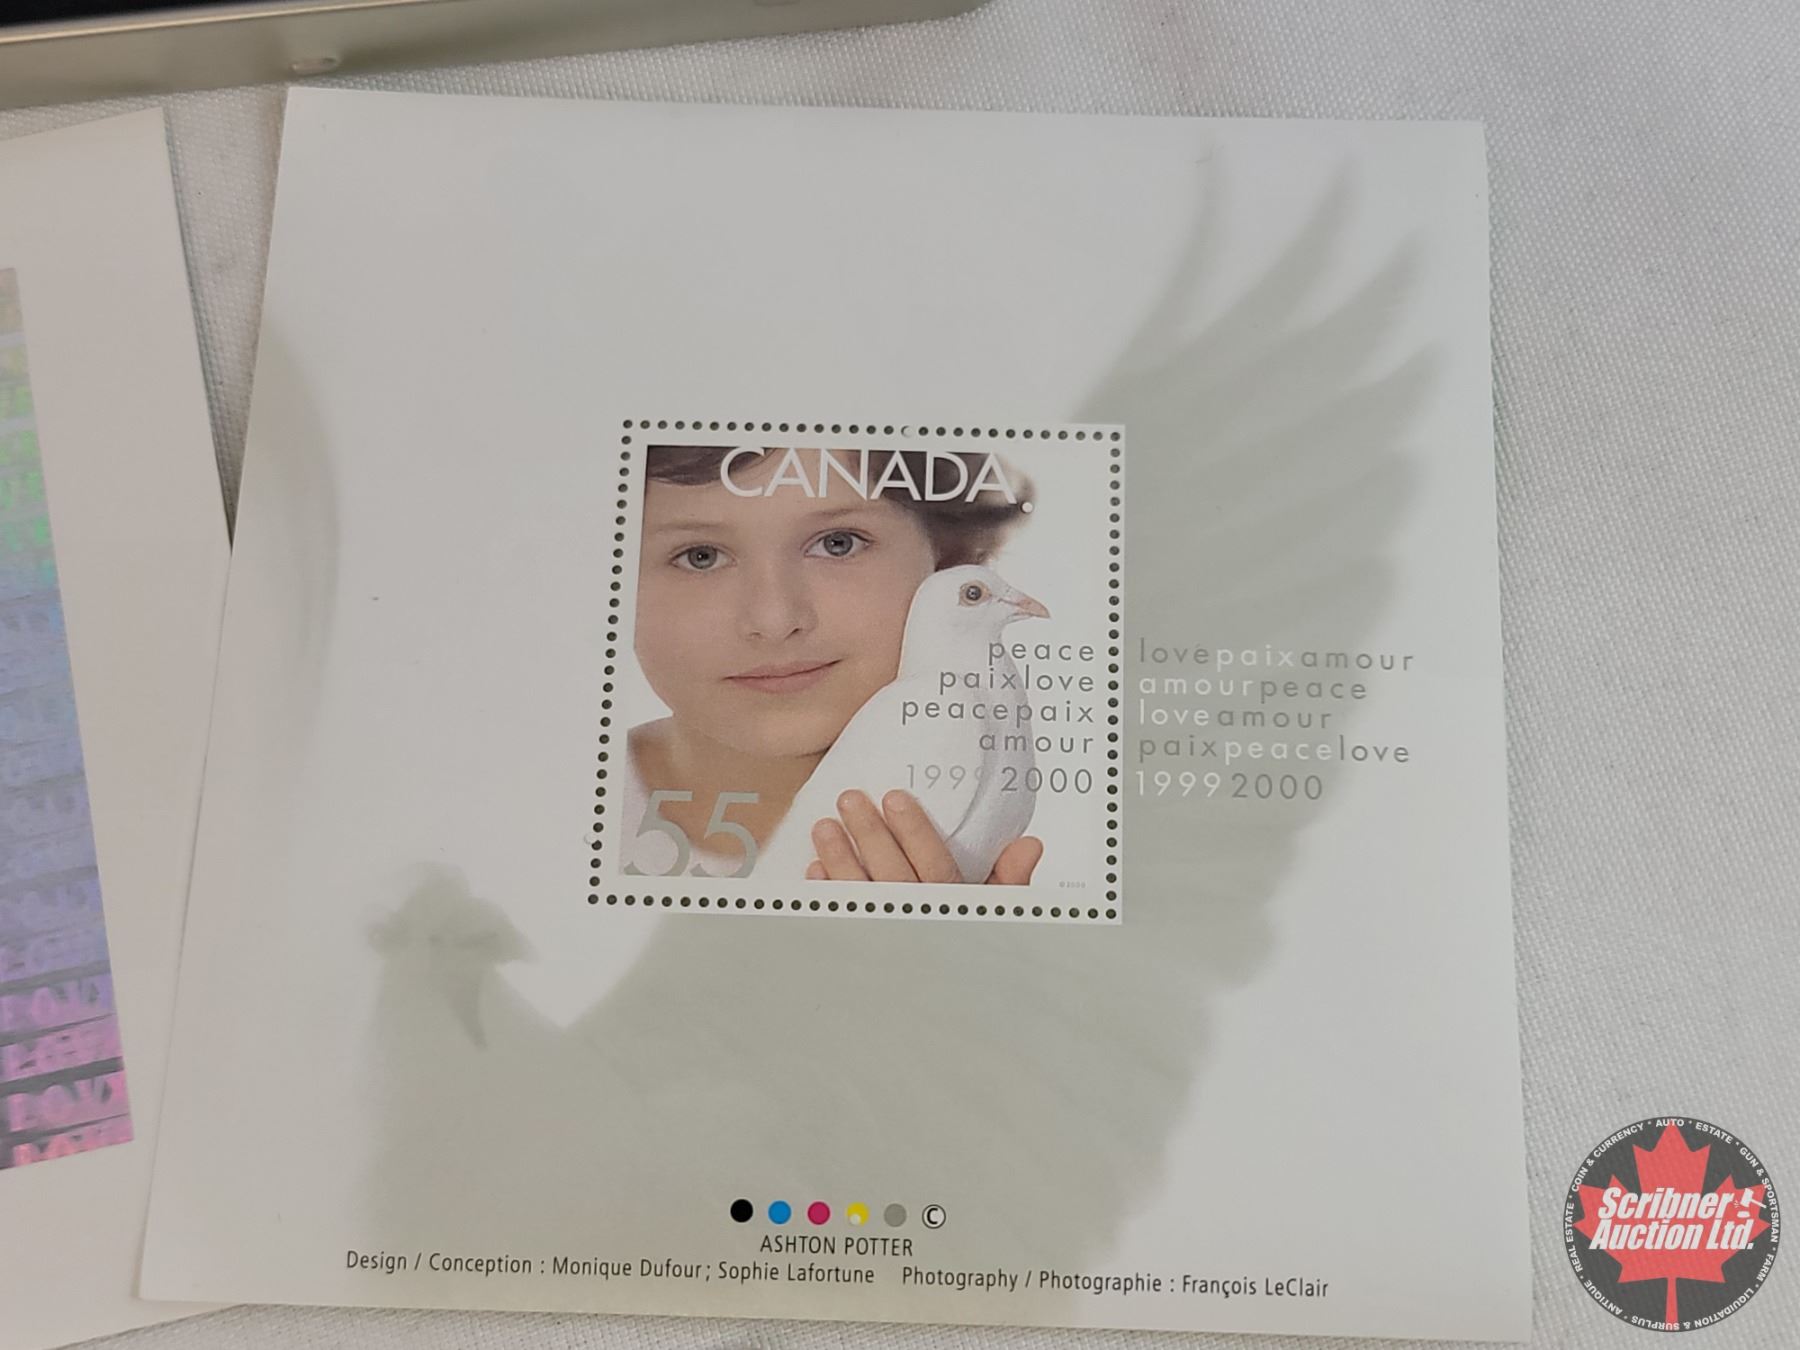 CANADA
peace
paixlove
peacepaix
amour
1999 2000
55
©2000
lovepaixamour
amourpeace
loveamour
paixpeacelove
19992000
©
ASHTON POTTER
Design / Conception : Monique Dufour ; Sophie Lafortune Photography / Photographie : François LeClair
Scribner
Auction Ltd.
COIN & CURRENCY * AUTO * ESTATE * GUN & SPORTSMAN * FARM * LIQUIDATION & SURPLUS * ANTIQUE * REAL ESTATE *